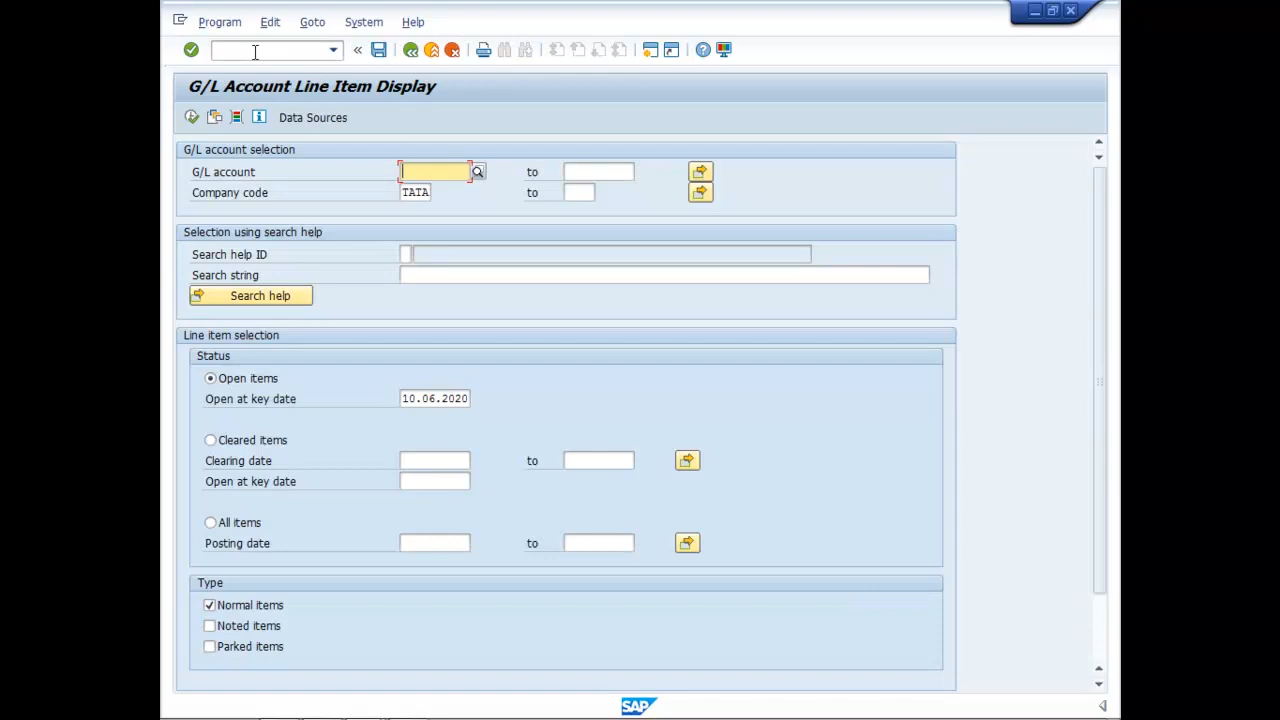 Program Edit Goto System Help
G/L Account Line Item Display
Data Sources
G/L account selection
G/L account to
Company code TATA to
Selection using search help
Search help ID
Search string
Search help
Line item selection
Status
Open items
Open at key date 10.06.2020
Cleared items
Clearing date to
Open at key date
All items
Posting date to
Type
Normal items
Noted items
Parked items
SAP